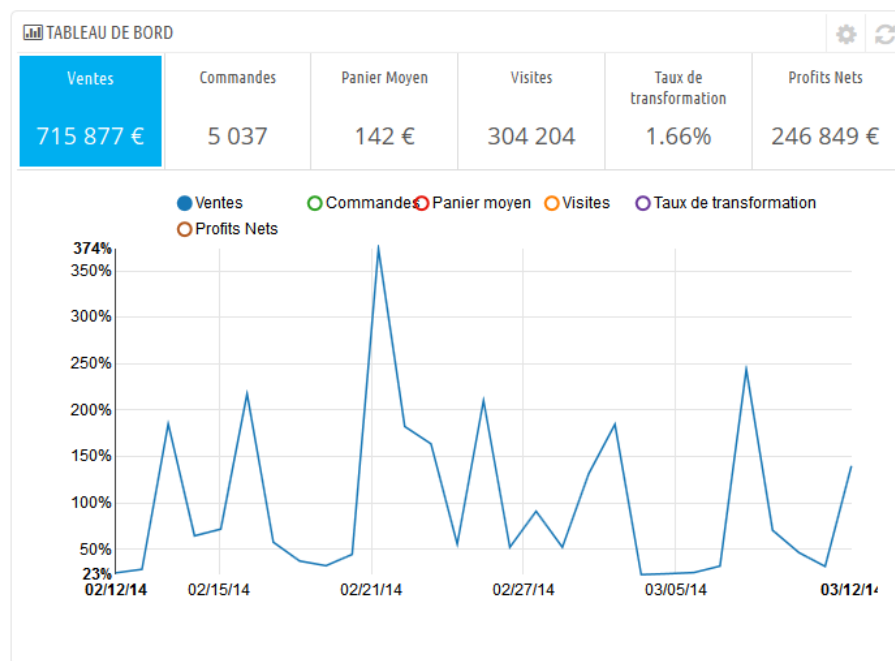 TABLEAU DE BORD
Ventes Commandes Panier Moyen Visites Taux de transformation Profits Nets
715 877 € 5 037 142 € 304 204 1.66% 246 849 €
Ventes Commandes Panier moyen Visites Taux de transformation
Profits Nets
374%
350%
300%
250%
200%
150%
100%
50%
23%
02/12/14 02/15/14 02/21/14 02/27/14 03/05/14 03/12/14